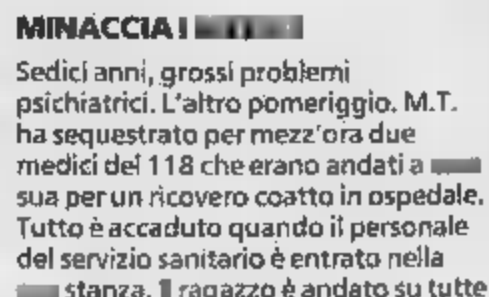 MINACCIA I
Sedici anni, grossi problemi
psichiatrici. L'altro pomeriggio, M.T.
ha sequestrato per mezz'ora due
medici del 118 che erano andati a
sua per un ricovero coatto in ospedale.
Tutto è accaduto quando il personale
del servizio sanitario è entrato nella
stanza. Il ragazzo è andato su tutte